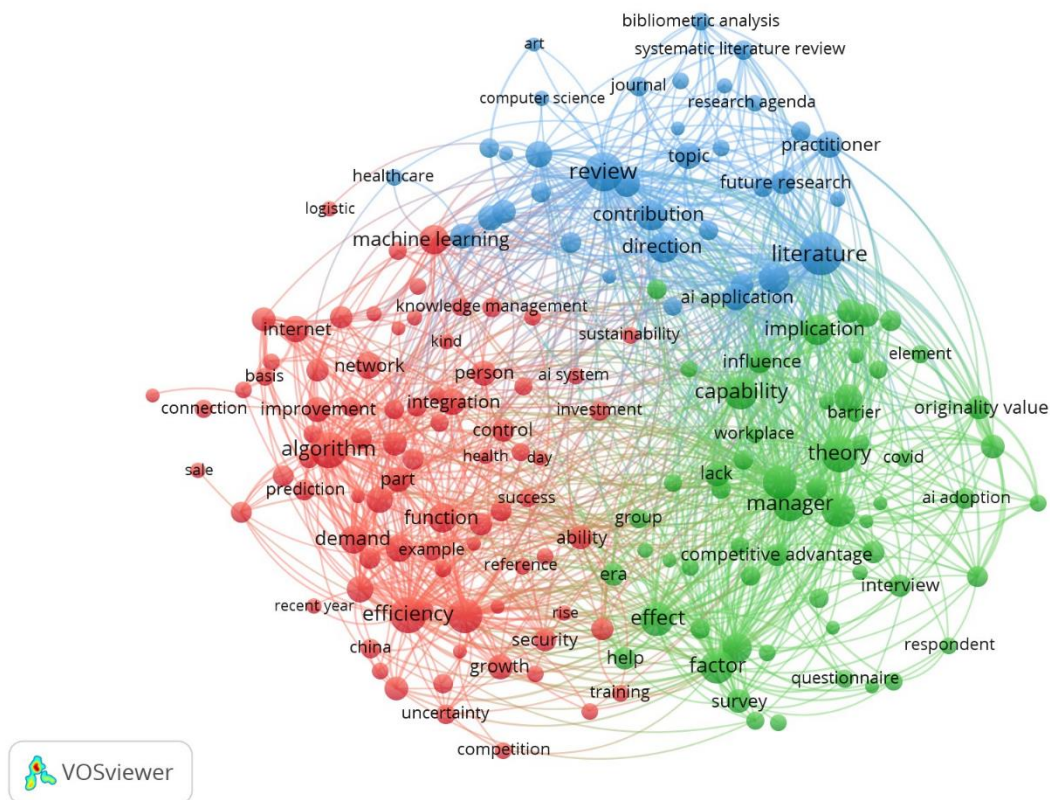 bibliometric analysis
art
systematic literature review
journal
computer science
research agenda
practitioner
topic
review
healthcare
future research
logistic
contribution
machine learning
direction
literature
ai application
knowledge management
internet
sustainability
implication
kind
influence
element
network
person
ai system
basis
capability
connection
improvement
integration
investment
barrier
originality value
control
workplace
algorithm
theory
health
day
covid
sale
part
lack
prediction
success
ai adoption
manager
function
group
demand
ability
example
competitive advantage
reference
era
interview
recent year
efficiency
rise
effect
security
china
help
factor
respondent
growth
questionnaire
training
survey
uncertainty
competition
VOSviewer